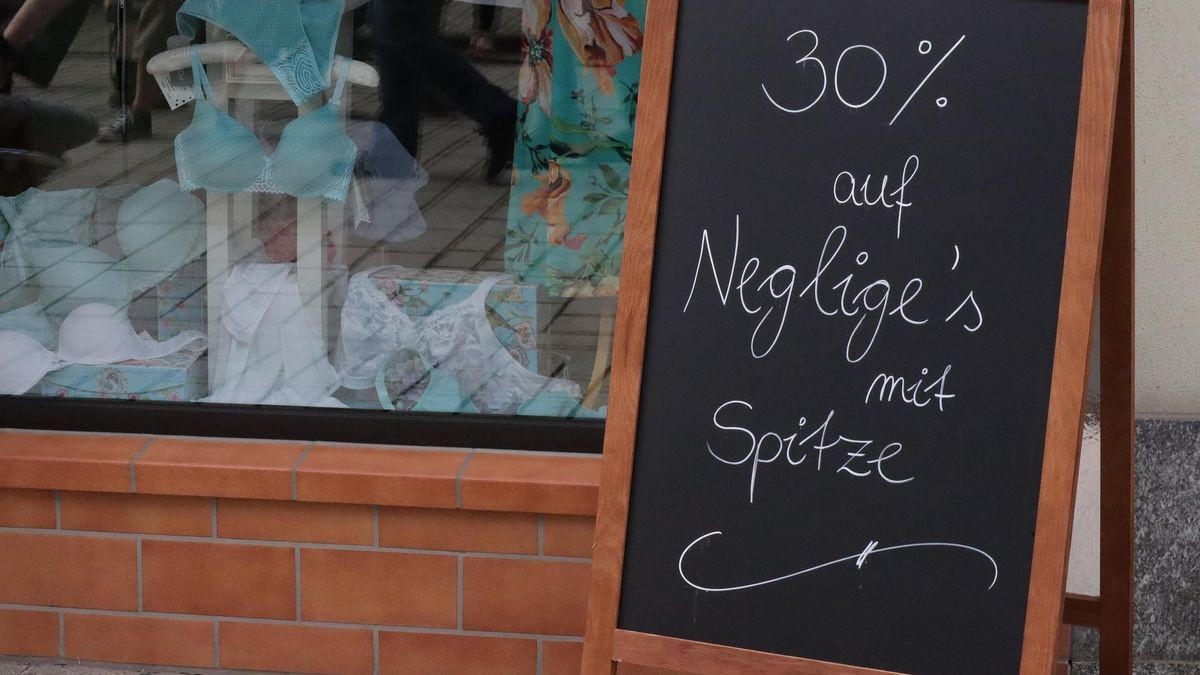 30%
auf
Neglige's
mit
Spitze